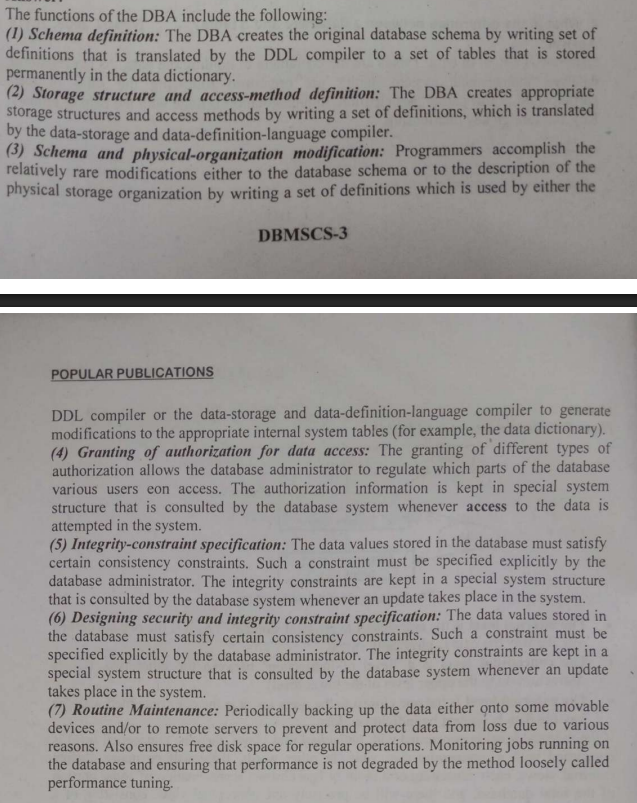 The functions of the DBA include the following:
(1) Schema definition: The DBA creates the original database schema by writing set of
definitions that is translated by the DDL compiler to a set of tables that is stored
permanently in the data dictionary.
(2) Storage structure and access-method definition: The DBA creates appropriate
storage structures and access methods by writing a set of definitions, which is translated
by the data-storage and data-definition-language compiler.
(3) Schema and physical-organization modification: Programmers accomplish the
relatively rare modifications either to the database schema or to the description of the
physical storage organization by writing a set of definitions which is used by either the
DBMSCS-3
POPULAR PUBLICATIONS
DDL compiler or the data-storage and data-definition-language compiler to generate
modifications to the appropriate internal system tables (for example, the data dictionary).
(4) Granting of authorization for data access: The granting of different types of
authorization allows the database administrator to regulate which parts of the database
various users eon access. The authorization information is kept in special system
structure that is consulted by the database system whenever access to the data is
attempted in the system.
(5) Integrity-constraint specification: The data values stored in the database must satisfy
certain consistency constraints. Such a constraint must be specified explicitly by the
database administrator. The integrity constraints are kept in a special system structure
that is consulted by the database system whenever an update takes place in the system.
(6) Designing security and integrity constraint specification: The data values stored in
the database must satisfy certain consistency constraints. Such a constraint must be
specified explicitly by the database administrator. The integrity constraints are kept in a
special system structure that is consulted by the database system whenever an update
takes place in the system.
(7) Routine Maintenance: Periodically backing up the data either onto some movable
devices and/or to remote servers to prevent and protect data from loss due to various
reasons. Also ensures free disk space for regular operations. Monitoring jobs running on
the database and ensuring that performance is not degraded by the method loosely called
performance tuning.